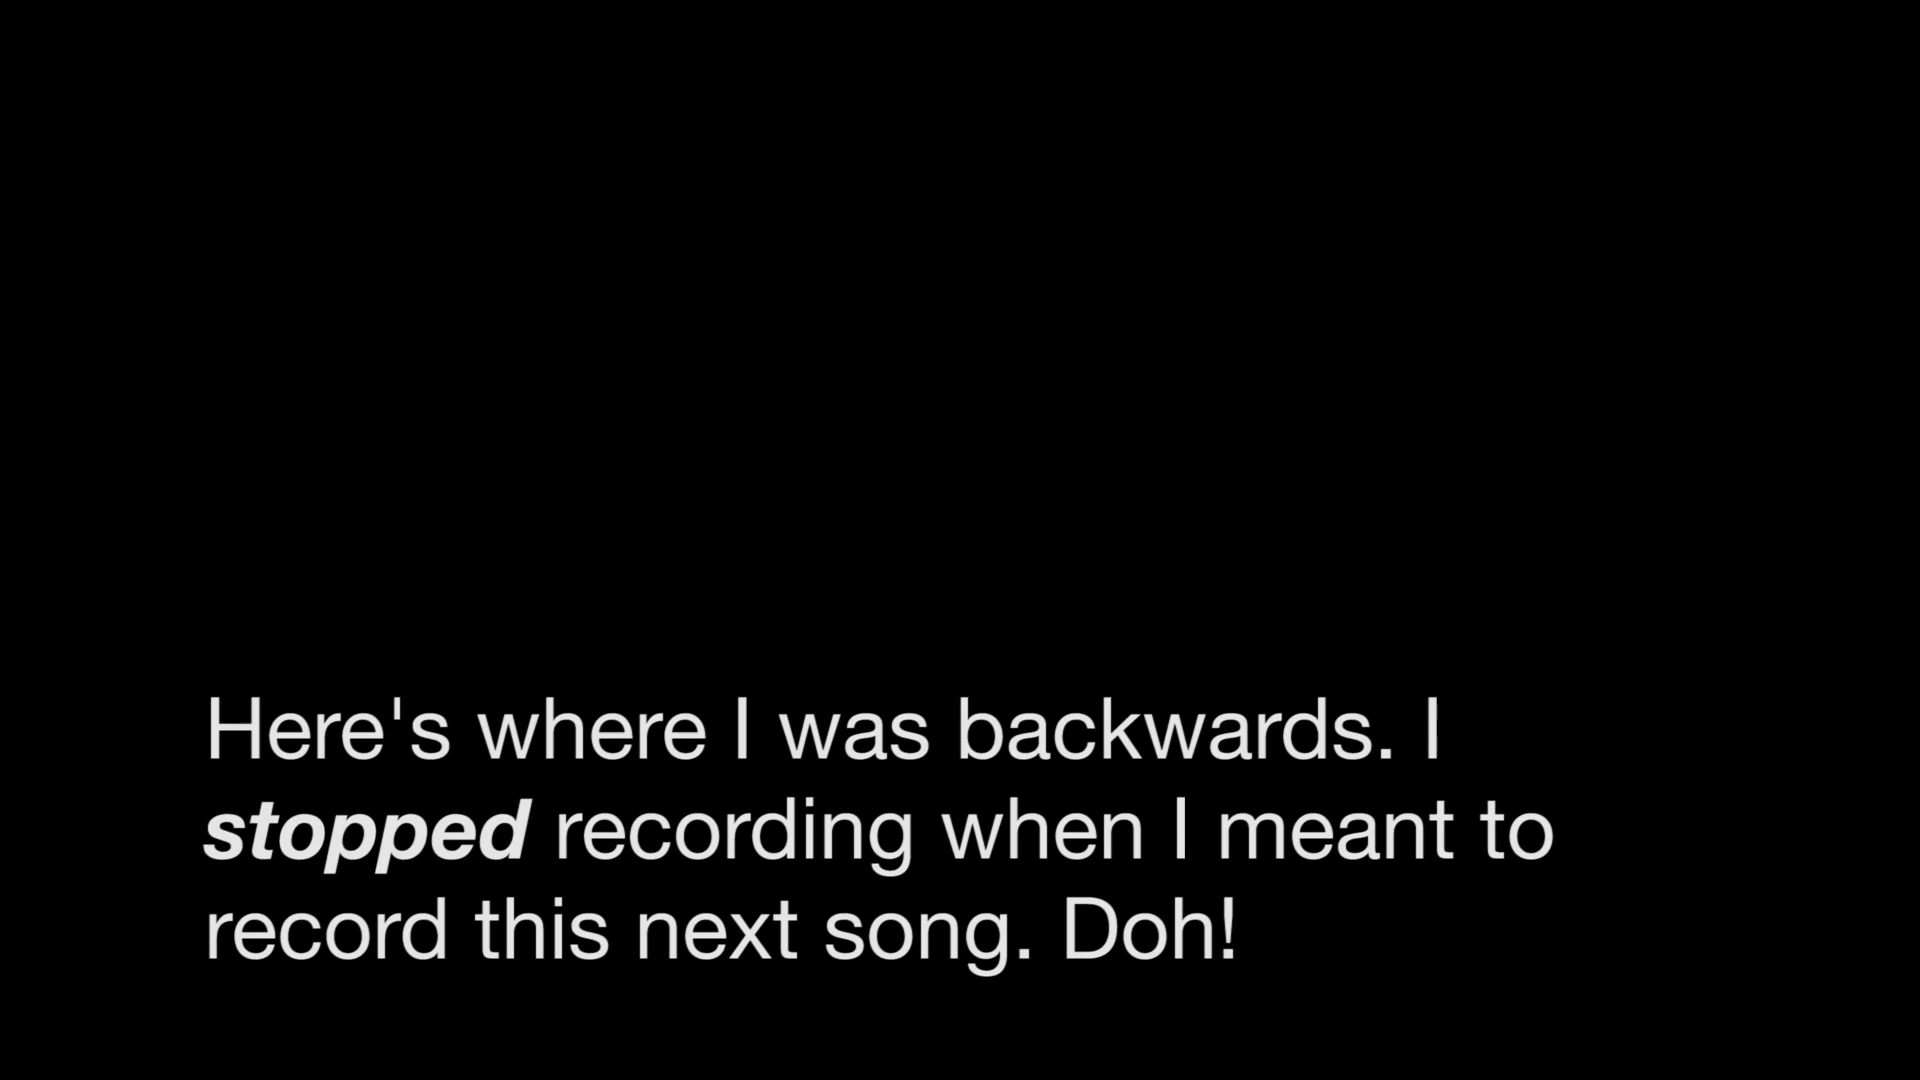 Here's where I was backwards. I
stopped recording when I meant to
record this next song. Doh!